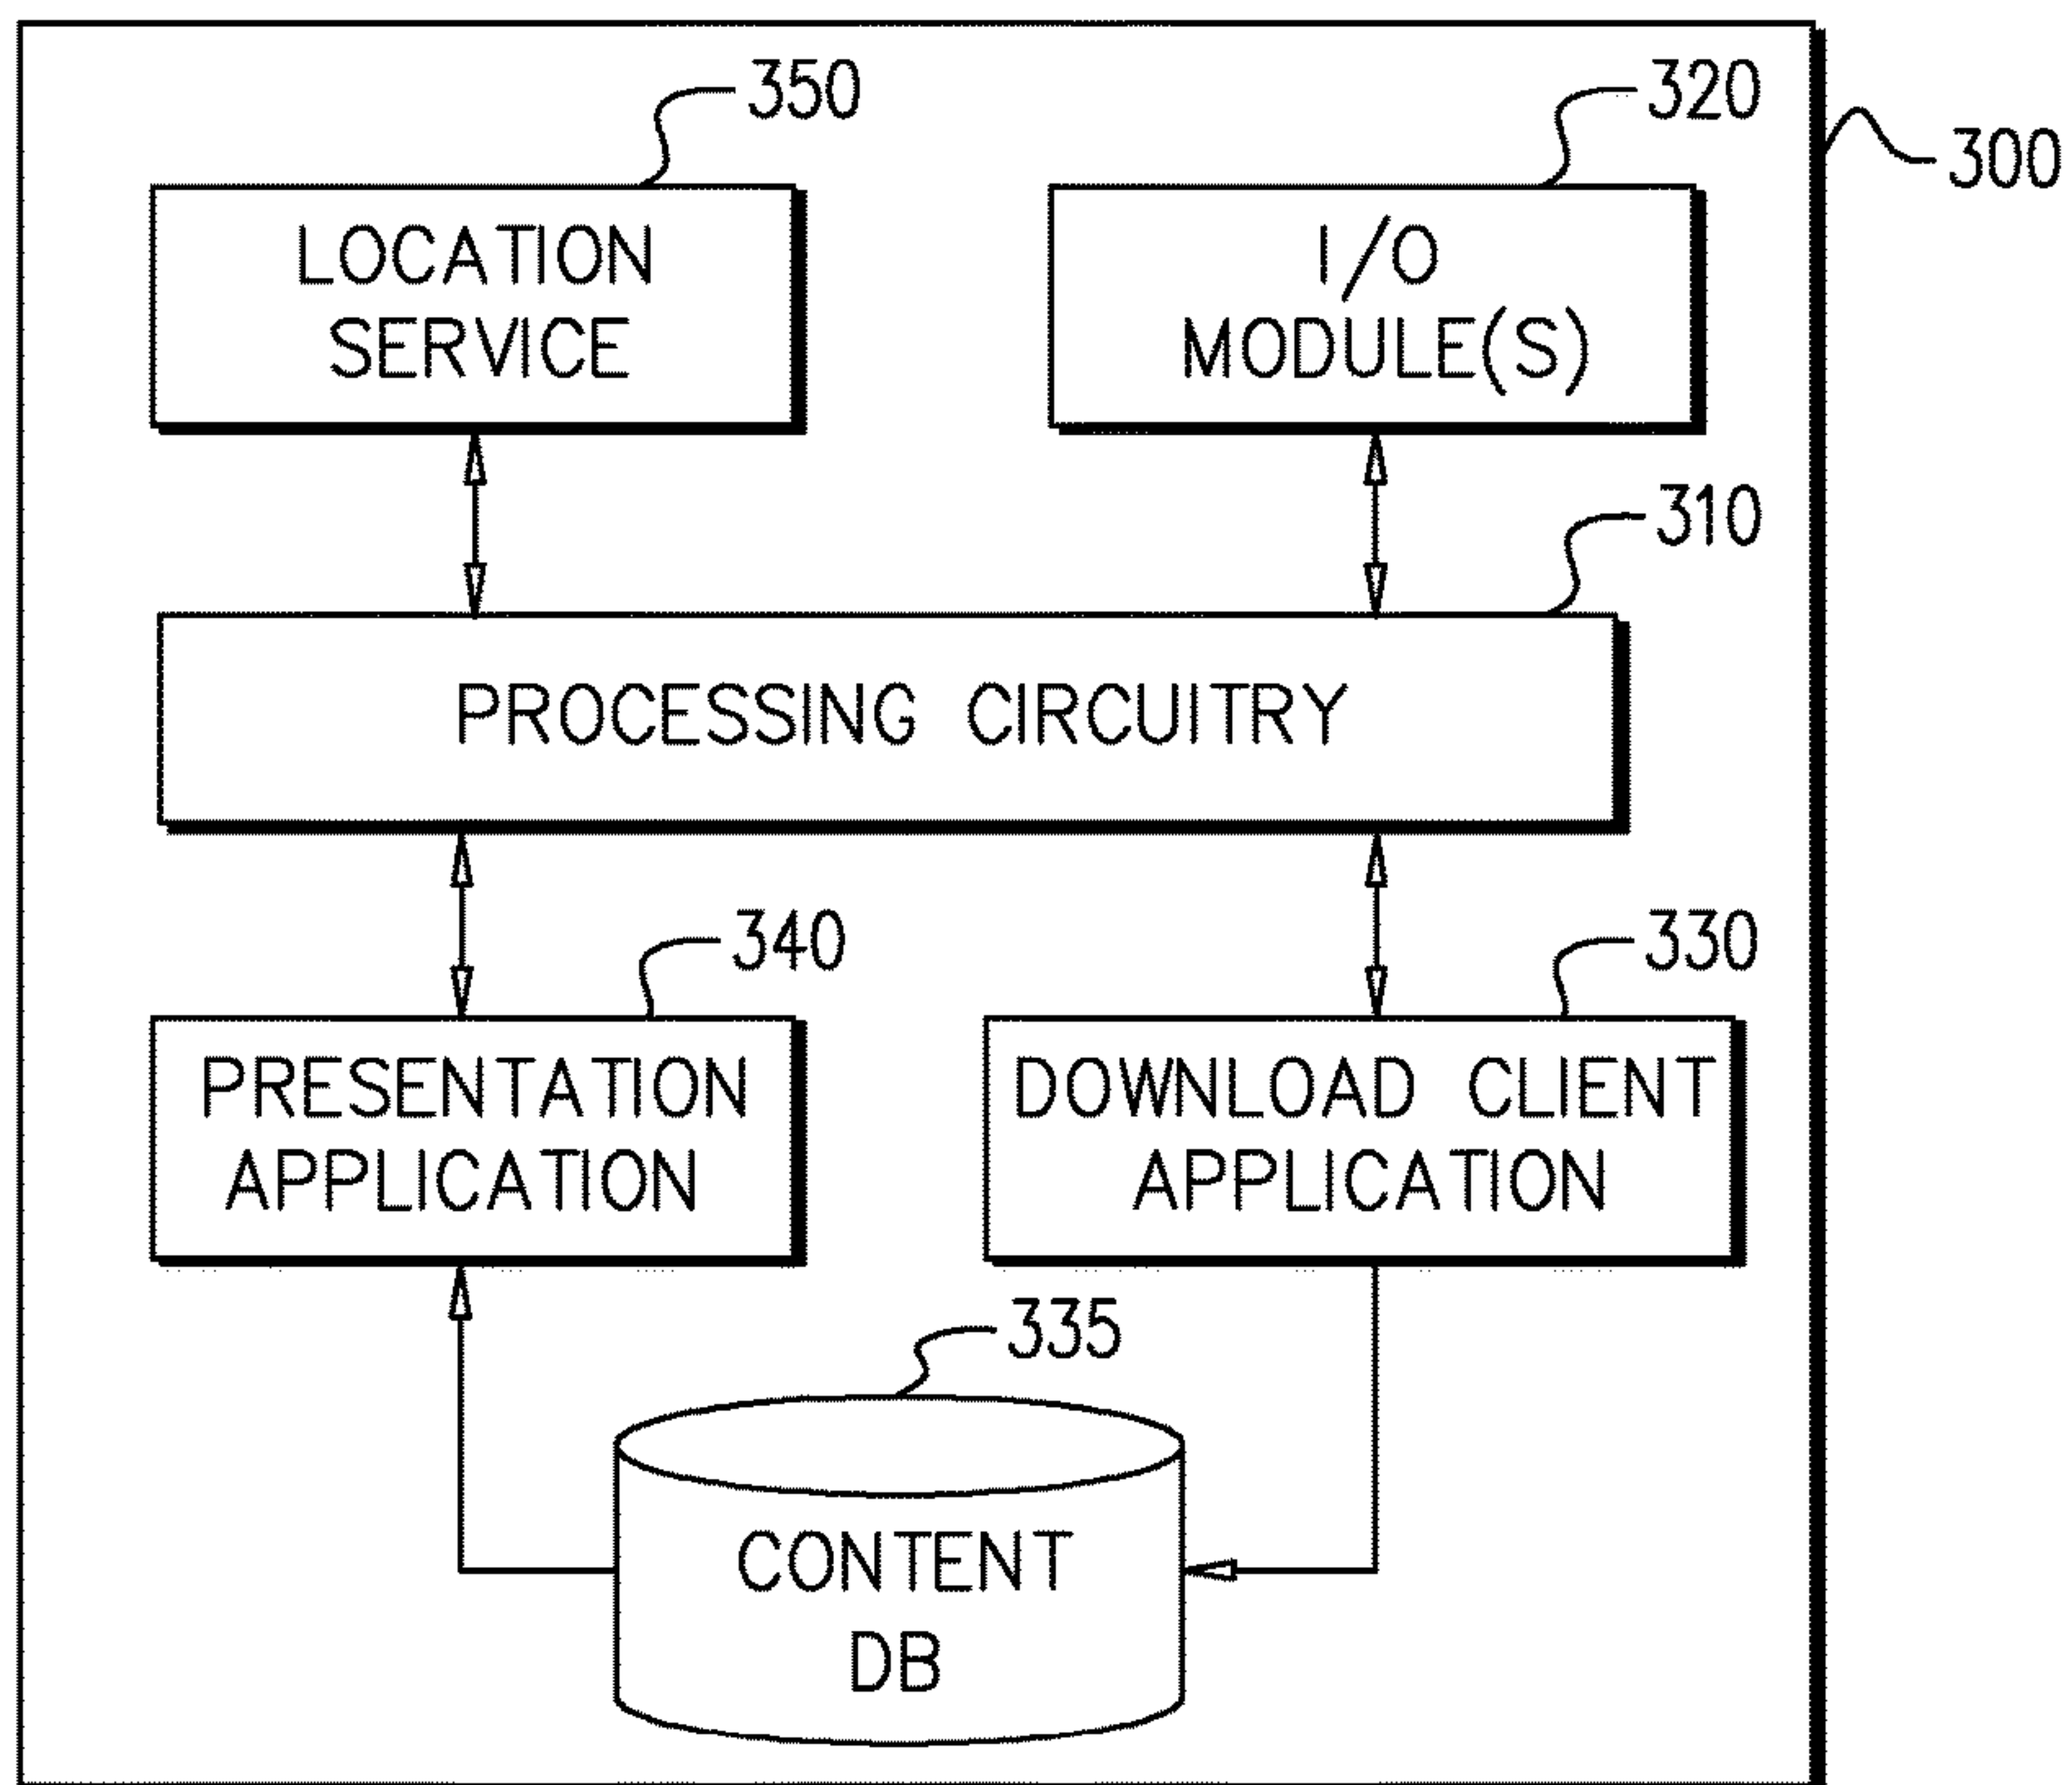 350
320
300
LOCATION
SERVICE
I/O
MODULE(S)
310
PROCESSING CIRCUITRY
340
330
PRESENTATION
APPLICATION
DOWNLOAD CLIENT
APPLICATION
335
CONTENT
DB